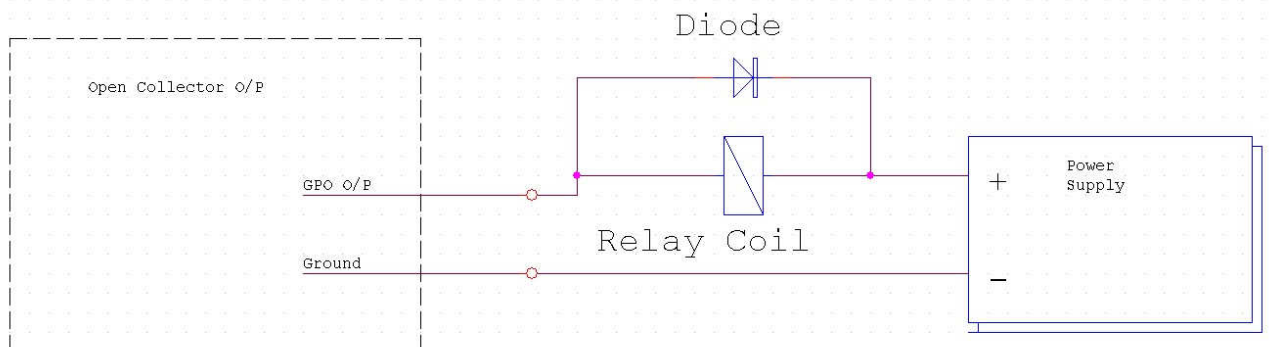 Diode
Open Collector O/P
GPO O/P
Ground
Relay Coil
+
Power
Supply
−